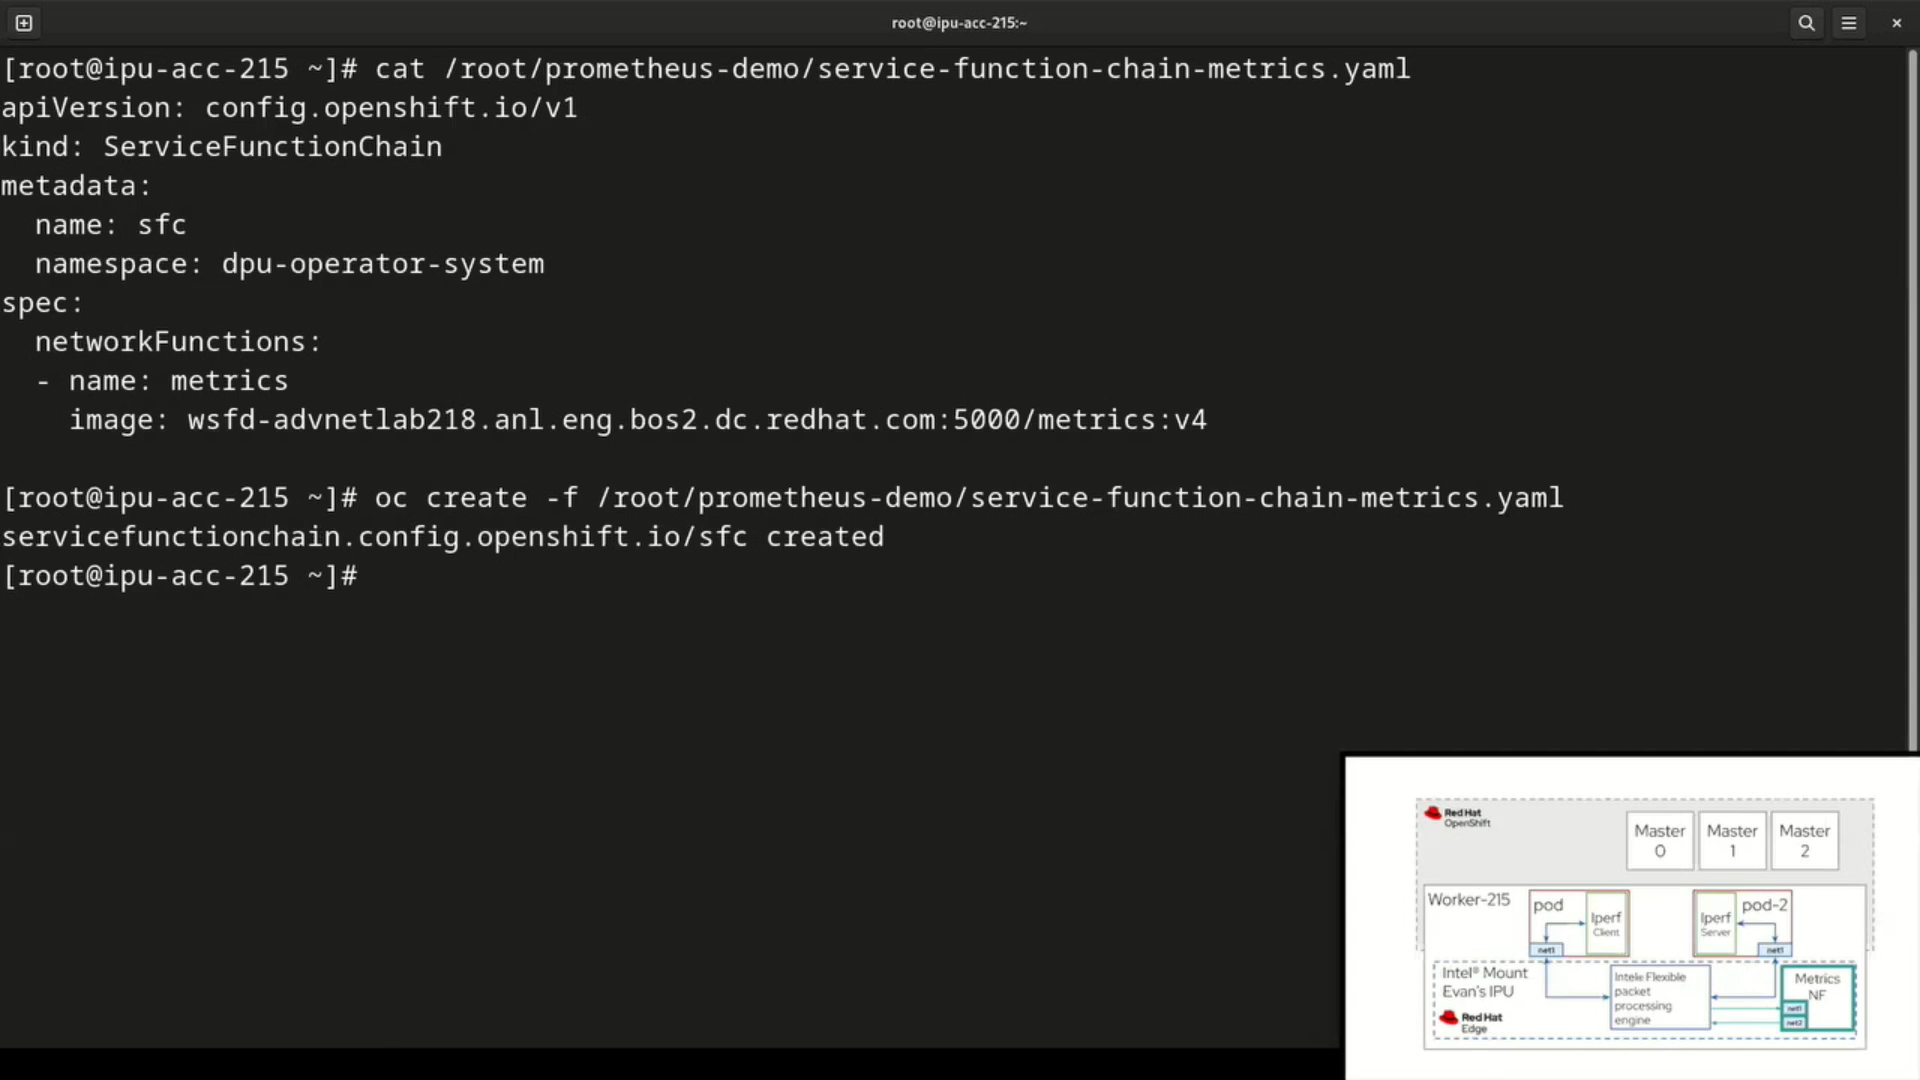 root@ipu-acc-215:~
[root@ipu-acc-215 ~]# cat /root/prometheus-demo/service-function-chain-metrics.yaml
apiVersion: config.openshift.io/v1
kind: ServiceFunctionChain
metadata:
  name: sfc
  namespace: dpu-operator-system
spec:
  networkFunctions:
  - name: metrics
    image: wsfd-advnetlab218.anl.eng.bos2.dc.redhat.com:5000/metrics:v4
[root@ipu-acc-215 ~]# oc create -f /root/prometheus-demo/service-function-chain-metrics.yaml
servicefunctionchain.config.openshift.io/sfc created
[root@ipu-acc-215 ~]#
Red Hat
OpenShift
Master
0
Master
1
Master
2
Worker-215
pod
Iperf
Client
net1
Iperf
Server
pod-2
net1
Intel® Mount
Evan's IPU
Red Hat
Edge
Intele Flexible
packet
processing
engine
Metrics
NF
net1
net2